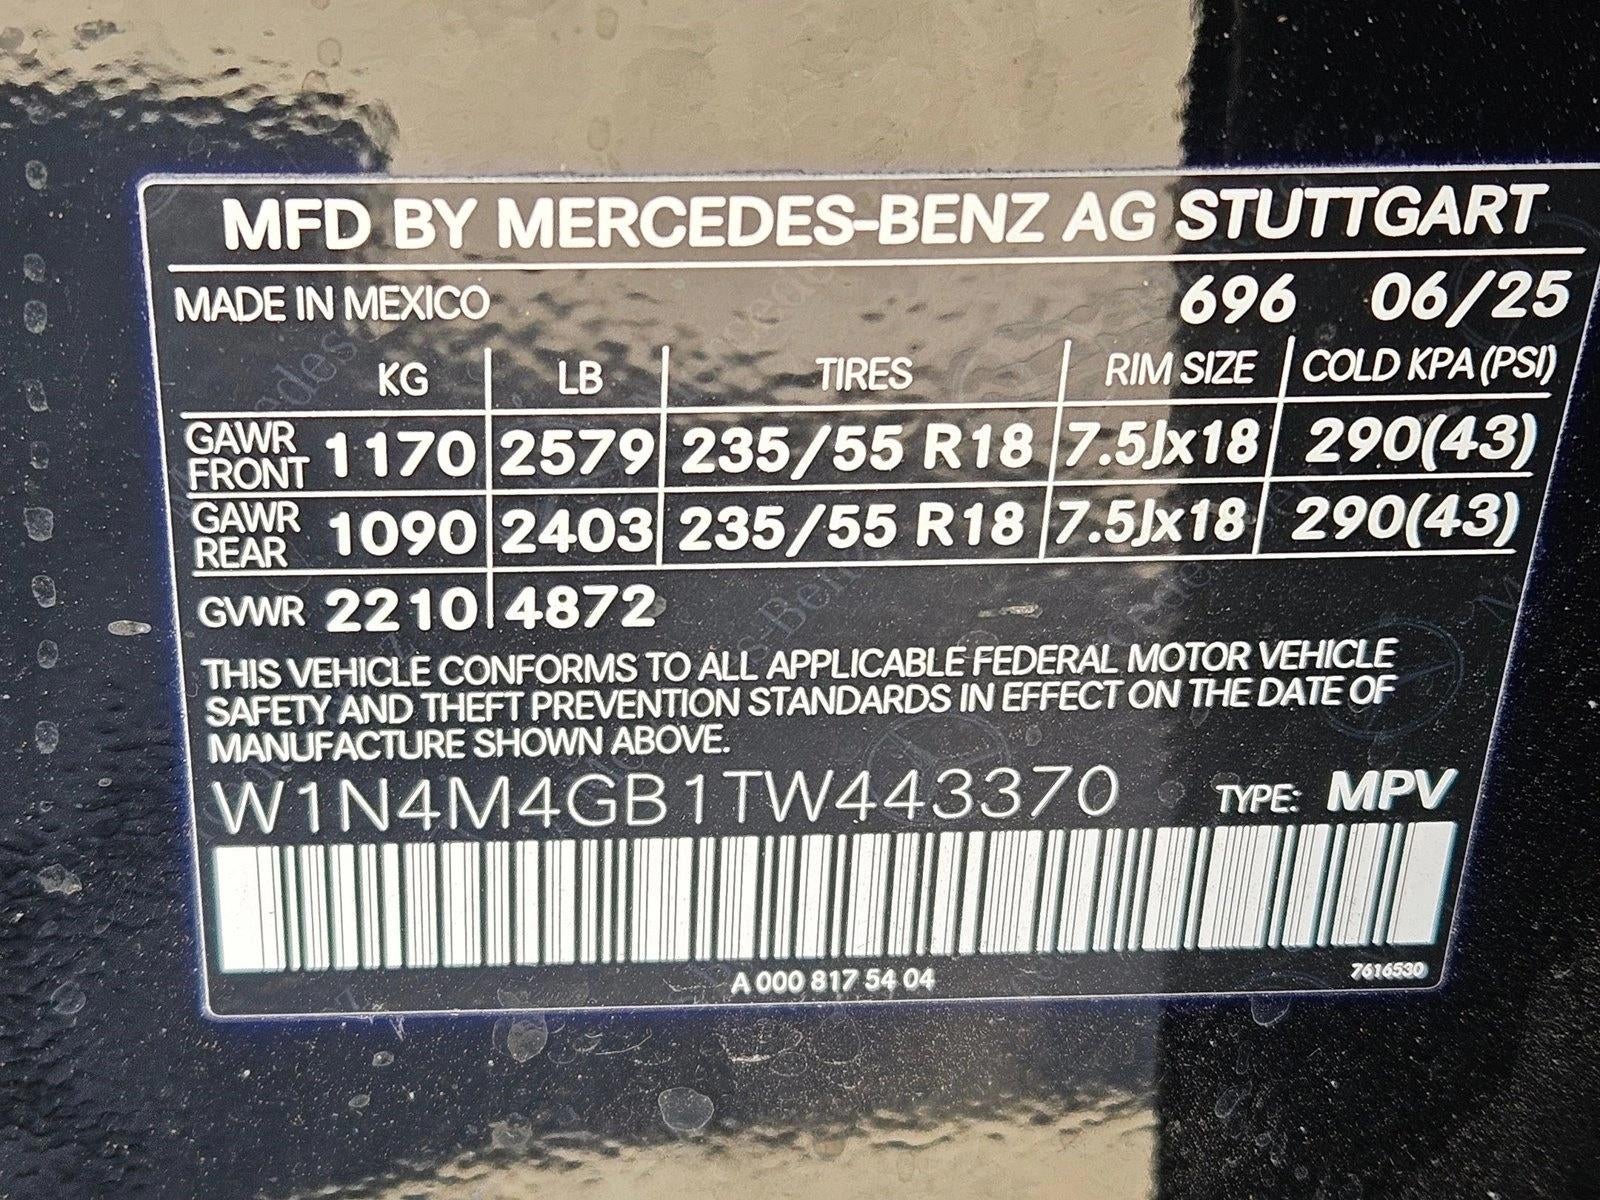 MFD BY MERCEDES-BENZ AG STUTTGART
MADE IN MEXICO 696 06/25
KG LB TIRES RIM SIZE COLD KPA (PSI)
GAWR FRONT 1170 2579 235/55 R18 7.5Jx18 290(43)
GAWR REAR 1090 2403 235/55 R18 7.5Jx18 290(43)
GVWR 2210 4872
THIS VEHICLE CONFORMS TO ALL APPLICABLE FEDERAL MOTOR VEHICLE
SAFETY AND THEFT PREVENTION STANDARDS IN EFFECT ON THE DATE OF
MANUFACTURE SHOWN ABOVE.
W1N4M4GB1TW443370 TYPE: MPV
A 000 817 54 04 7616530